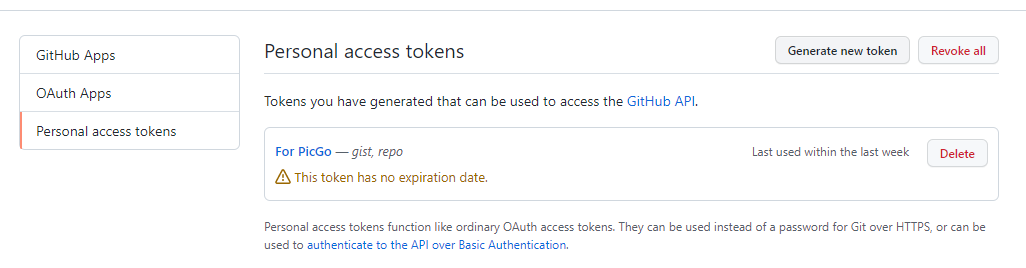 GitHub Apps
OAuth Apps
Personal access tokens
Personal access tokens
Generate new token
Revoke all
Tokens you have generated that can be used to access the GitHub API.
For PicGo — gist, repo
Last used within the last week
Delete
This token has no expiration date.
Personal access tokens function like ordinary OAuth access tokens. They can be used instead of a password for Git over HTTPS, or can be
used to authenticate to the API over Basic Authentication.